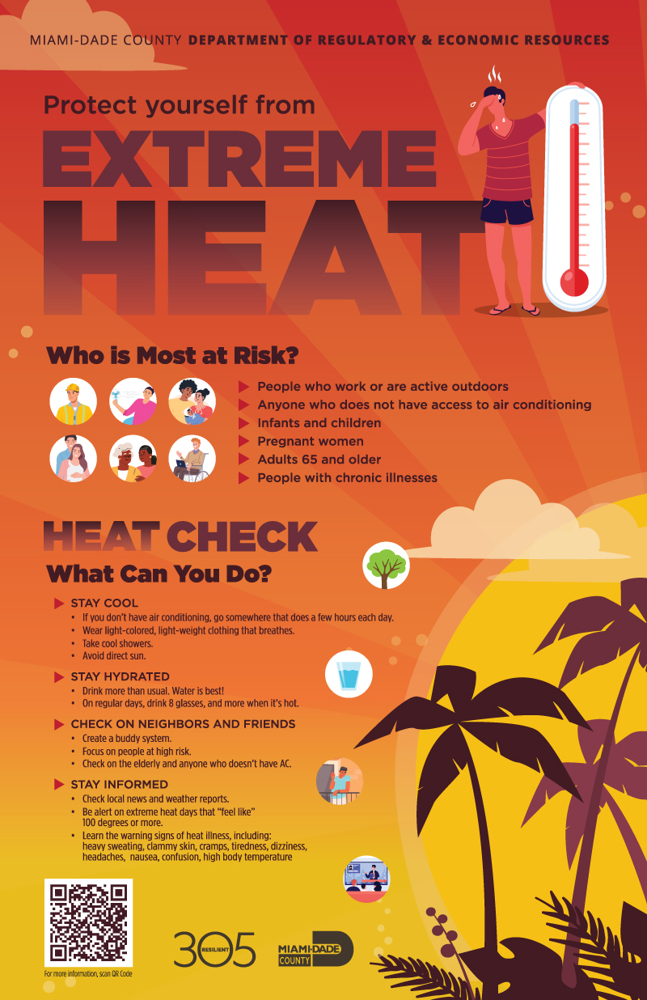 MIAMI-DADE COUNTY DEPARTMENT OF REGULATORY & ECONOMIC RESOURCES
Protect yourself from
EXTREME
HEAT
Who is Most at Risk?
People who work or are active outdoors
Anyone who does not have access to air conditioning
Infants and children
Pregnant women
Adults 65 and older
People with chronic illnesses
HEAT CHECK
What Can You Do?
STAY COOL
• If you don't have air conditioning, go somewhere that does a few hours each day.
• Wear light-colored, light-weight clothing that breathes.
• Take cool showers.
• Avoid direct sun.
STAY HYDRATED
• Drink more than usual. Water is best!
• On regular days, drink 8 glasses, and more when it's hot.
CHECK ON NEIGHBORS AND FRIENDS
• Create a buddy system.
• Focus on people at high risk.
• Check on the elderly and anyone who doesn't have AC.
STAY INFORMED
• Check local news and weather reports.
• Be alert on extreme heat days that "feel like"
100 degrees or more.
• Learn the warning signs of heat illness, including:
heavy sweating, clammy skin, cramps, tiredness, dizziness,
headaches, nausea, confusion, high body temperature
For more information, scan QR Code
305
RESILIENT
MIAMI-DADE
COUNTY